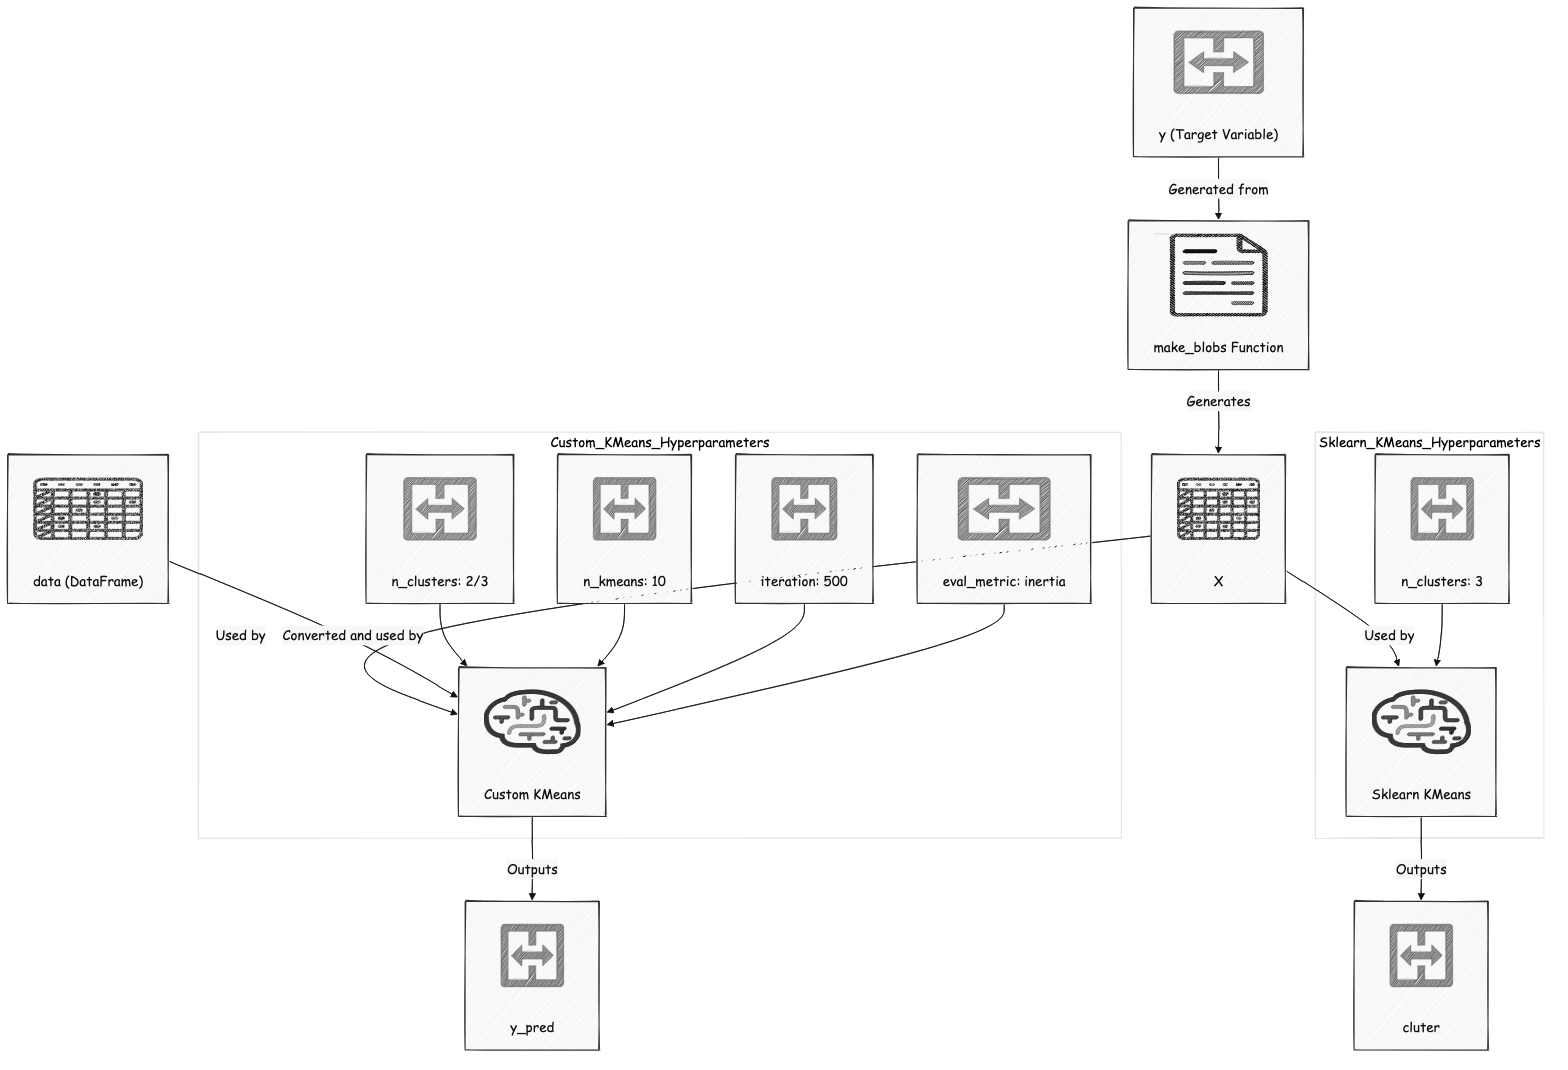 y (Target Variable)
Generated from
make_blobs Function
Generates
Custom_KMeans_Hyperparameters
Sklearn_KMeans_Hyperparameters
data (DataFrame)
n_clusters: 2/3
n_kmeans: 10
iteration: 500
eval_metric: inertia
X
n_clusters: 3
Used by
Converted and used by
Used by
Custom KMeans
Sklearn KMeans
Outputs
Outputs
y_pred
cluter